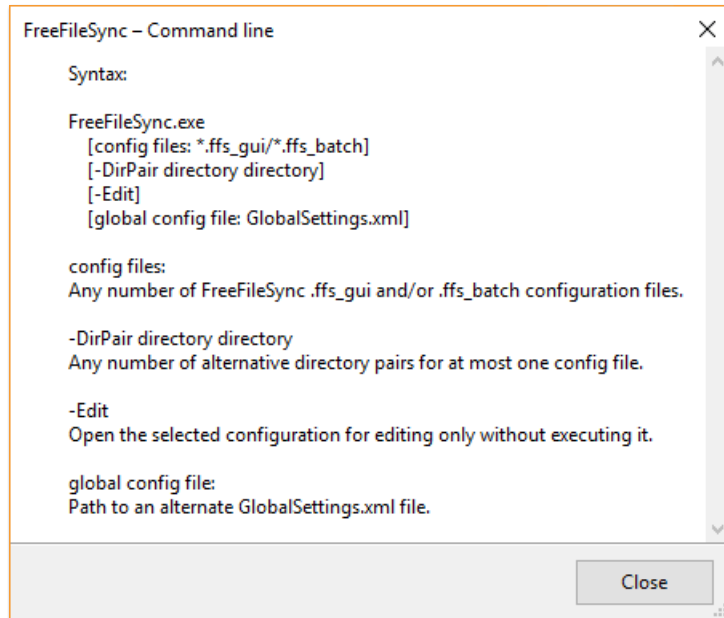 FreeFileSync – Command line
Syntax:
FreeFileSync.exe
[config files: *.ffs_gui/*.ffs_batch]
[-DirPair directory directory]
[-Edit]
[global config file: GlobalSettings.xml]
config files:
Any number of FreeFileSync .ffs_gui and/or .ffs_batch configuration files.
-DirPair directory directory
Any number of alternative directory pairs for at most one config file.
-Edit
Open the selected configuration for editing only without executing it.
global config file:
Path to an alternate GlobalSettings.xml file.
Close